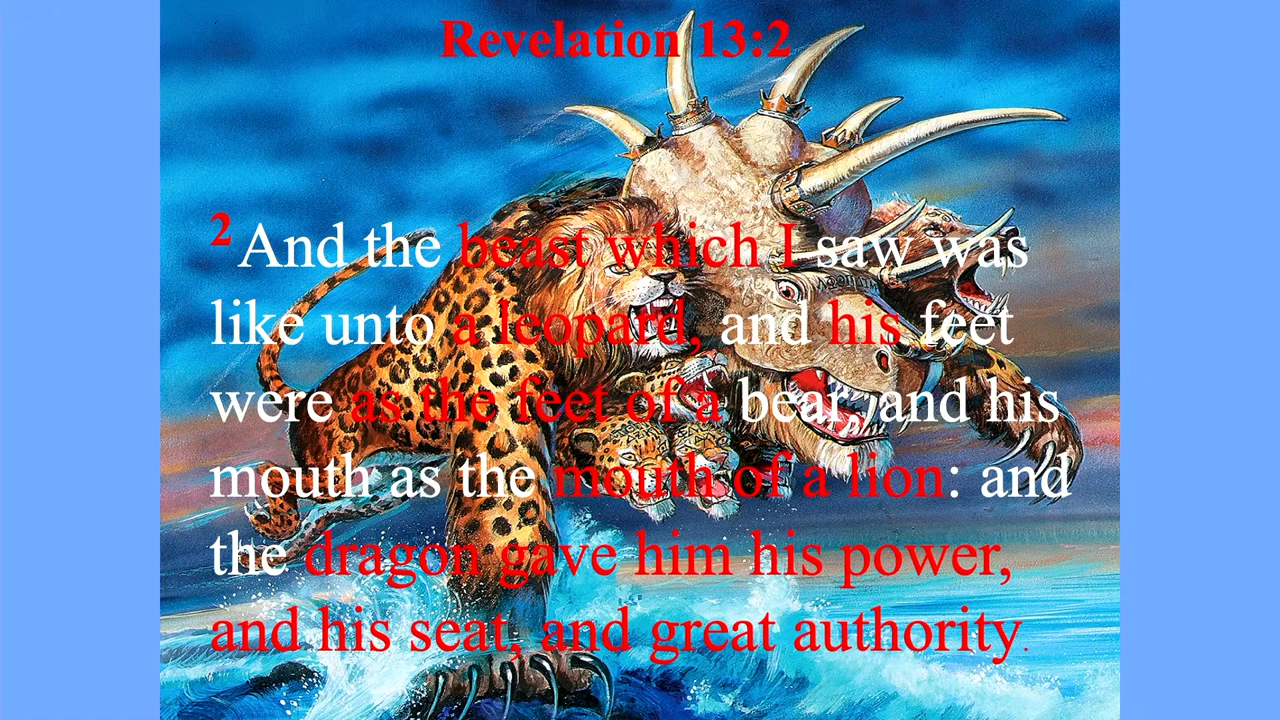 Revelation 13:2
2 And the beast which I saw was
like unto a leopard, and his feet
were as the feet of a bear, and his
mouth as the mouth of a lion: and
the dragon gave him his power,
and his seat, and great authority.